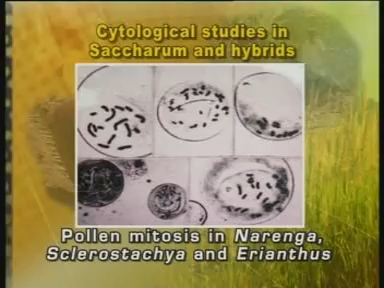 Cytological studies in
Saccharum and hybrids
Pollen mitosis in Narenga,
Sclerostachya and Erianthus